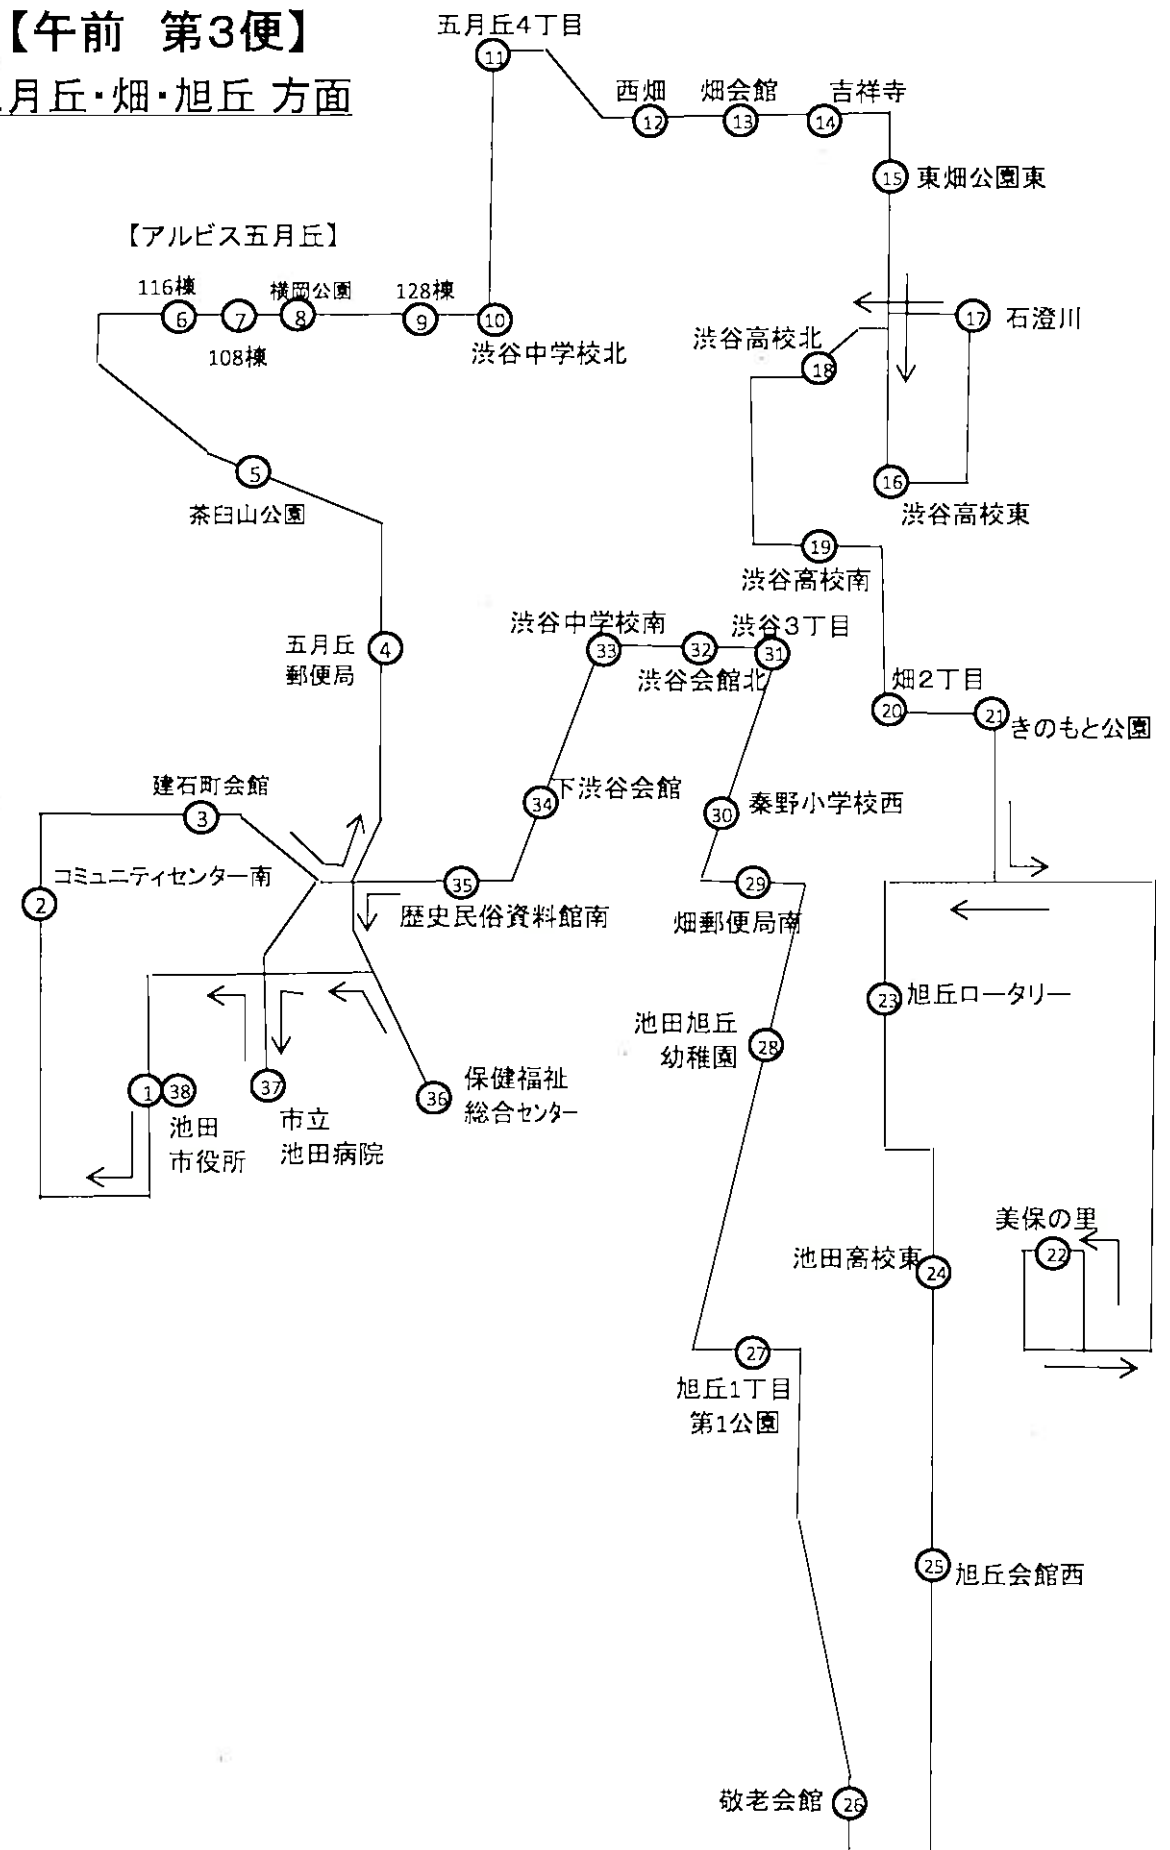 【午前 第3便】
五月丘4丁目
月丘・畑・旭丘 方面
11
西畑
畑会館
吉祥寺
12
13
14
15
東畑公園東
【アルビス五月丘】
116棟
横岡公園
128棟
6
7
8
9
10
17
石澄川
108棟
渋谷中学校北
渋谷高校北
18
5
茶臼山公園
16
渋谷高校東
19
渋谷高校南
五月丘
郵便局
4
渋谷中学校南
渋谷3丁目
33
32
31
渋谷会館北
畑2丁目
20
21
きのもと公園
建石町会館
3
下渋谷会館
34
30
秦野小学校西
コミュニティセンター南
2
35
歴史民俗資料館南
29
畑郵便局南
23
旭丘ロータリー
池田旭丘
幼稚園
28
1
38
池田
市役所
37
市立
池田病院
36
保健福祉
総合センター
美保の里
22
池田高校東
24
27
旭丘1丁目
第1公園
25
旭丘会館西
敬老会館
26